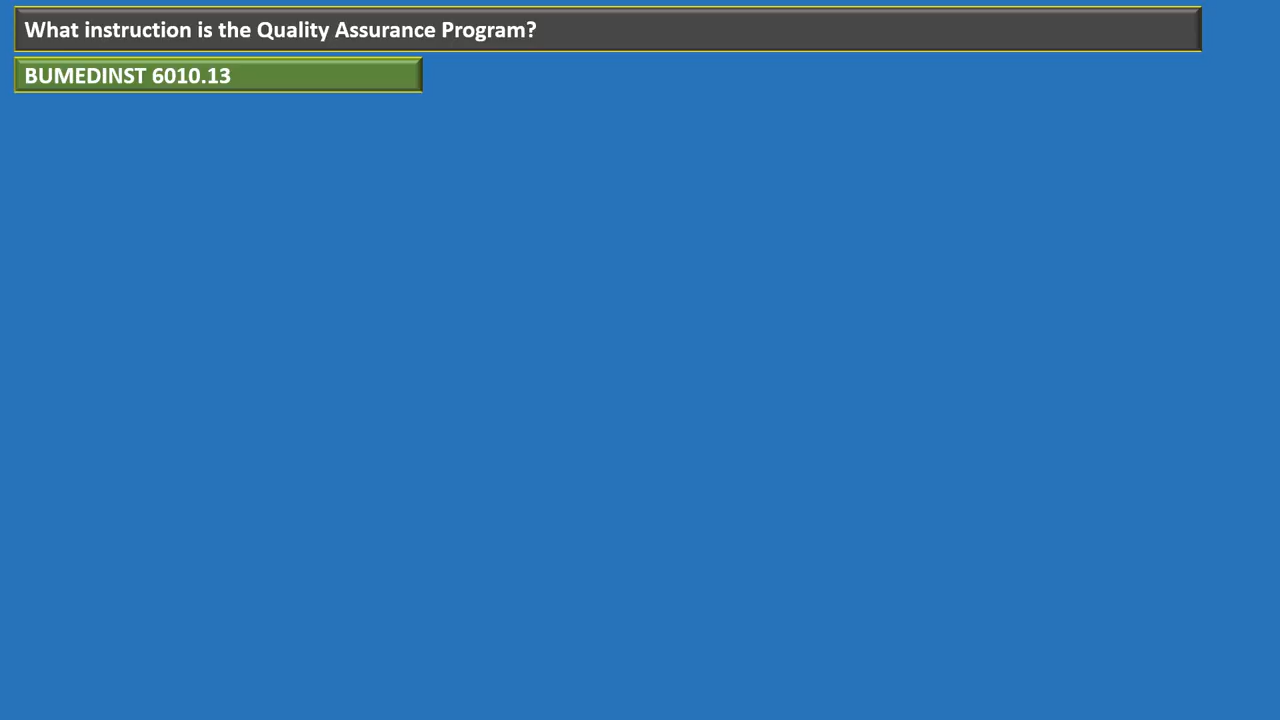 What instruction is the Quality Assurance Program?
BUMEDINST 6010.13